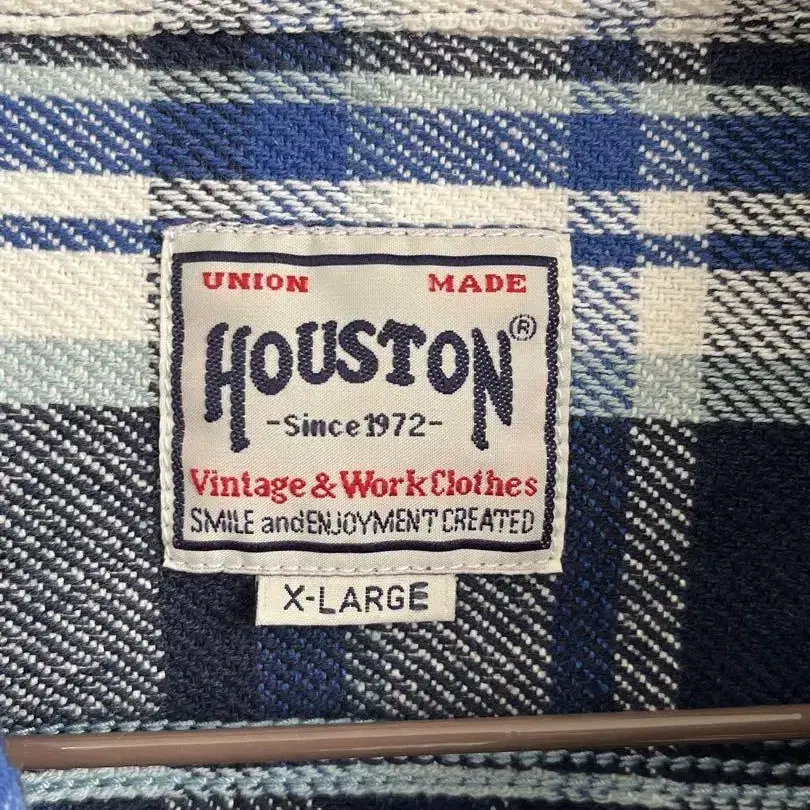 UNION MADE
HOUSTON ®
-Since 1972-
Vintage & Work Clothes
SMILE and ENJOYMENT CREATED
X-LARGE